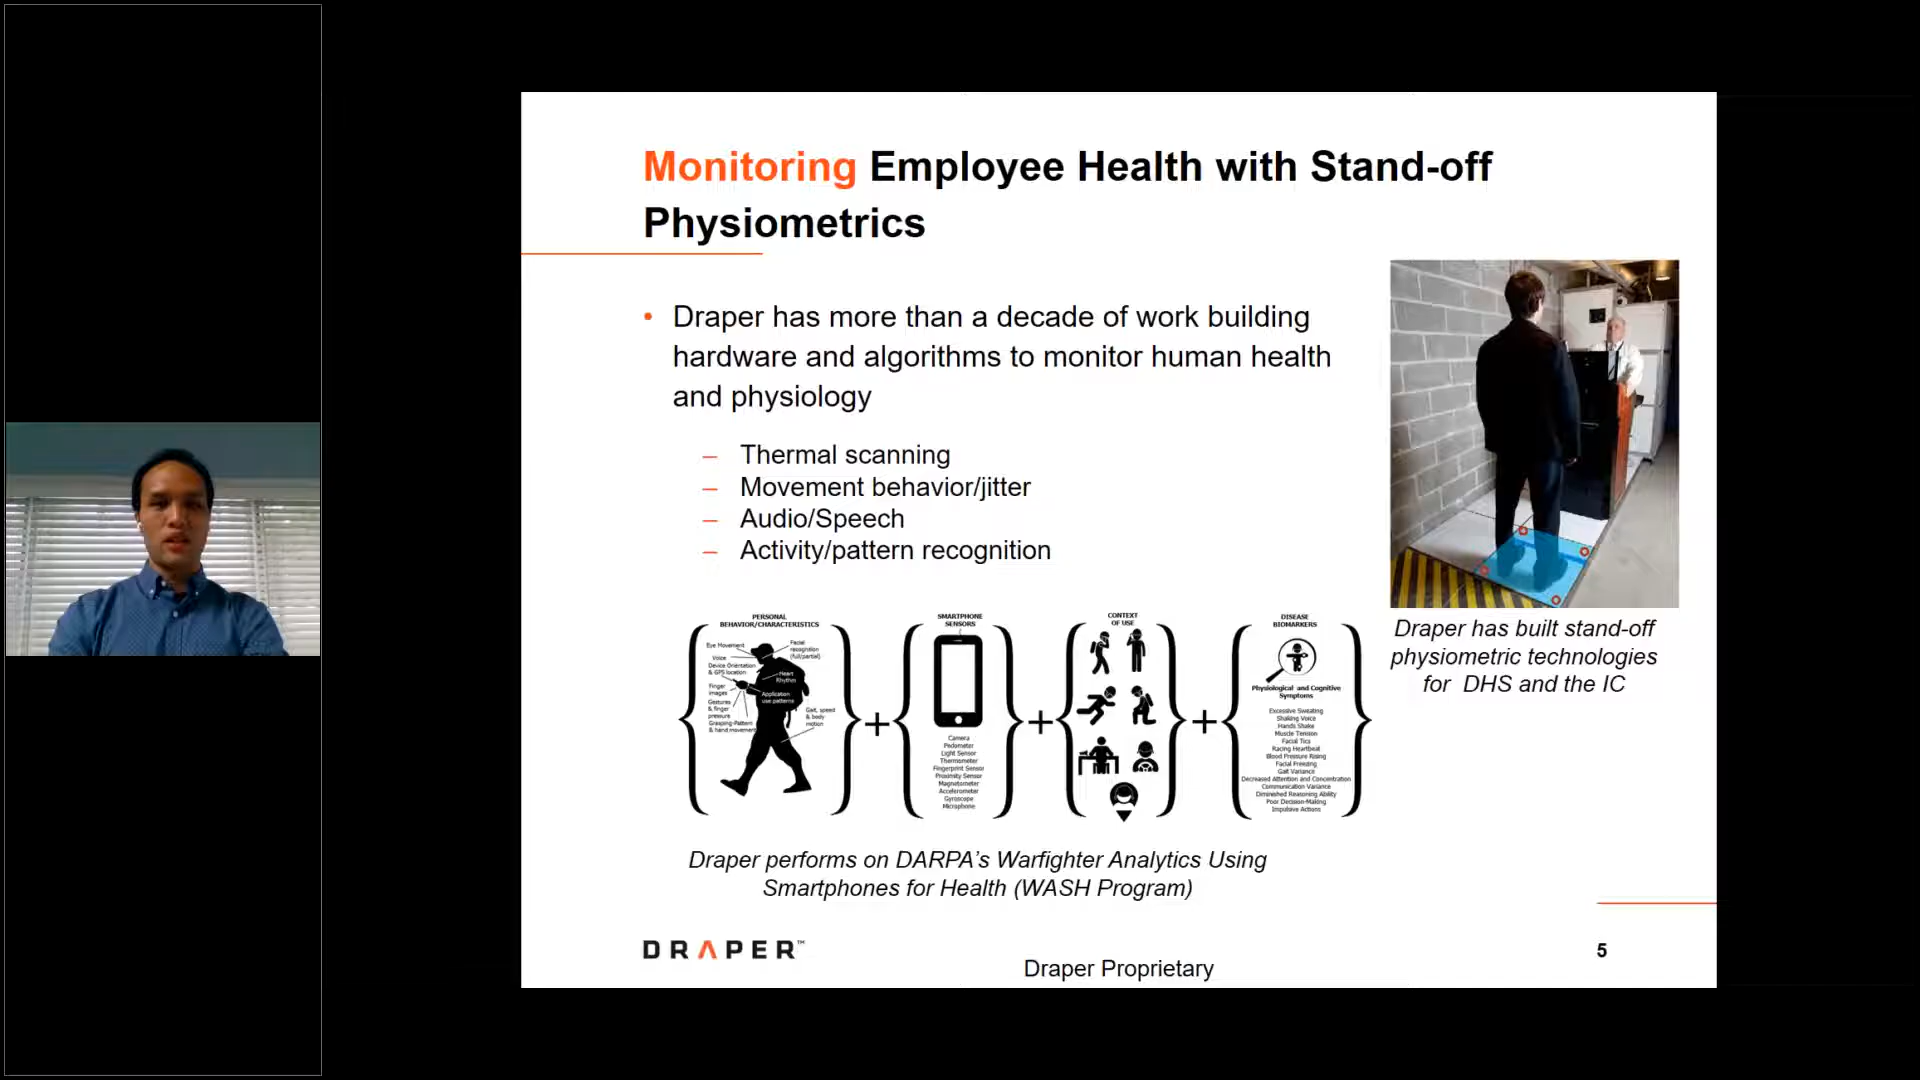 Monitoring Employee Health with Stand-off
Physiometrics
• Draper has more than a decade of work building
hardware and algorithms to monitor human health
and physiology
– Thermal scanning
– Movement behavior/jitter
– Audio/Speech
– Activity/pattern recognition
PERSONAL
BEHAVIOR/CHARACTERISTICS
Eye Movement
Voice
Device Orientation
& GPS location
Finger
images
Gestures
& finger
pressure
Grasping-Pattern
& hand movement
Facial
recognition
(full/partial)
Heart
Rhythm
Application
use patterns
Gait, speed
& body
motion
+
SMARTPHONE
SENSORS
Camera
Pedometer
Light Sensor
Thermometer
Fingerprint Sensor
Proximity Sensor
Magnetometer
Accelerometer
Gyroscope
Microphone
+
CONTEXT
OF USE
+
DISEASE
BIOMARKERS
Physiological and Cognitive
Symptoms
Excessive Sweating
Shaking Voice
Hands Shake
Muscle Tension
Facial Tics
Racing Heartbeat
Blood Pressure Rising
Facial Freezing
Gait Variance
Decreased Attention and Concentration
Communication Variance
Diminished Reasoning Ability
Poor Decision-Making
Impulsive Actions
Draper has built stand-off
physiometric technologies
for DHS and the IC
Draper performs on DARPA's Warfighter Analytics Using
Smartphones for Health (WASH Program)
DRAPER™
Draper Proprietary
5